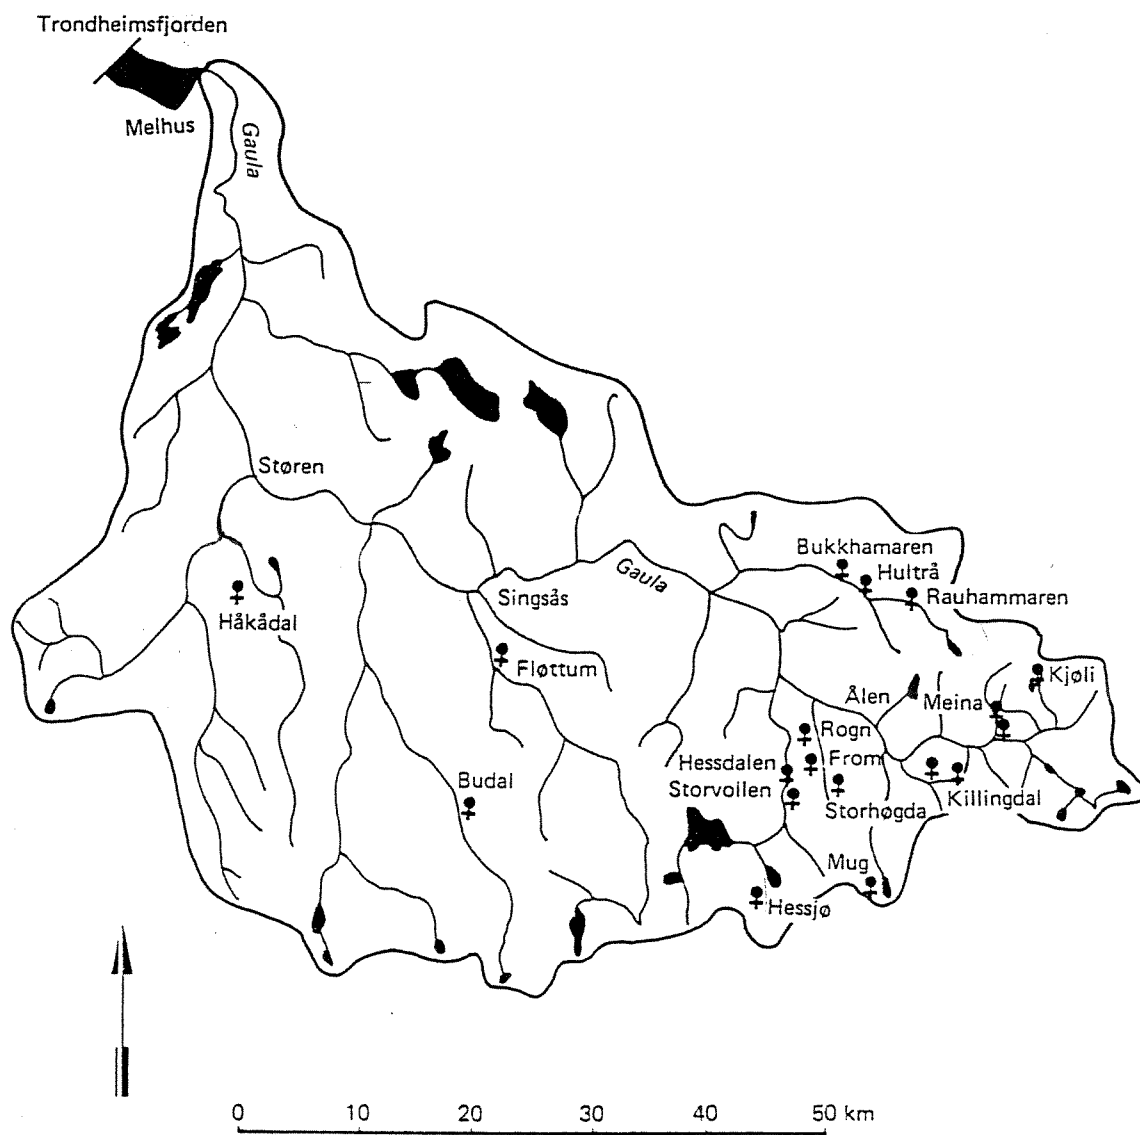 Trondheimsfjorden
Melhus
Gaula
Støren
Bukkhamaren
Hultrå
Gaula
Singsås
Rauhammaren
Håkådal
Fløttum
Kjøli
Ålen
Meina
Rogn
Hessdalen
From
Budal
Storvollen
Killingdal
Storhøgda
Mug
Hessjø
0 10 20 30 40 50 km